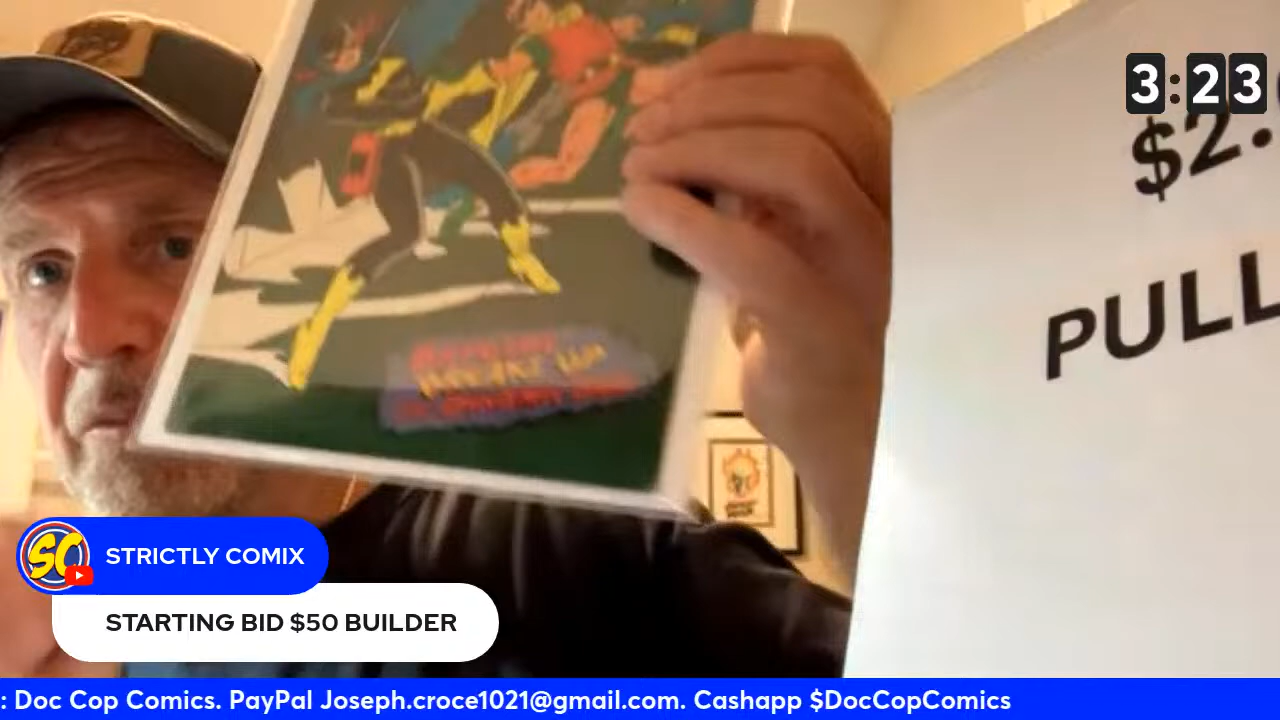 3:23
$2.
PULL
SC
STRICTLY COMIX
STARTING BID $50 BUILDER
: Doc Cop Comics. PayPal Joseph.croce1021@gmail.com. Cashapp $DocCopComics